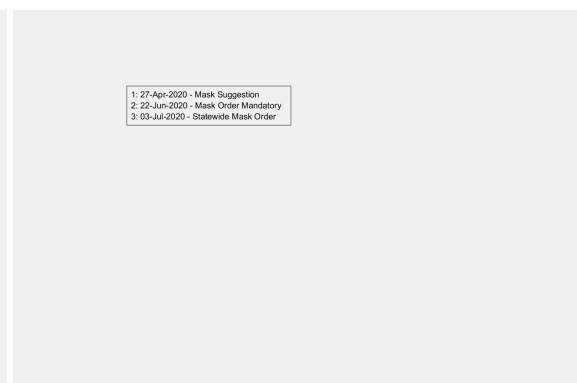 1: 27-Apr-2020 - Mask Suggestion
2: 22-Jun-2020 - Mask Order Mandatory
3: 03-Jul-2020 - Statewide Mask Order